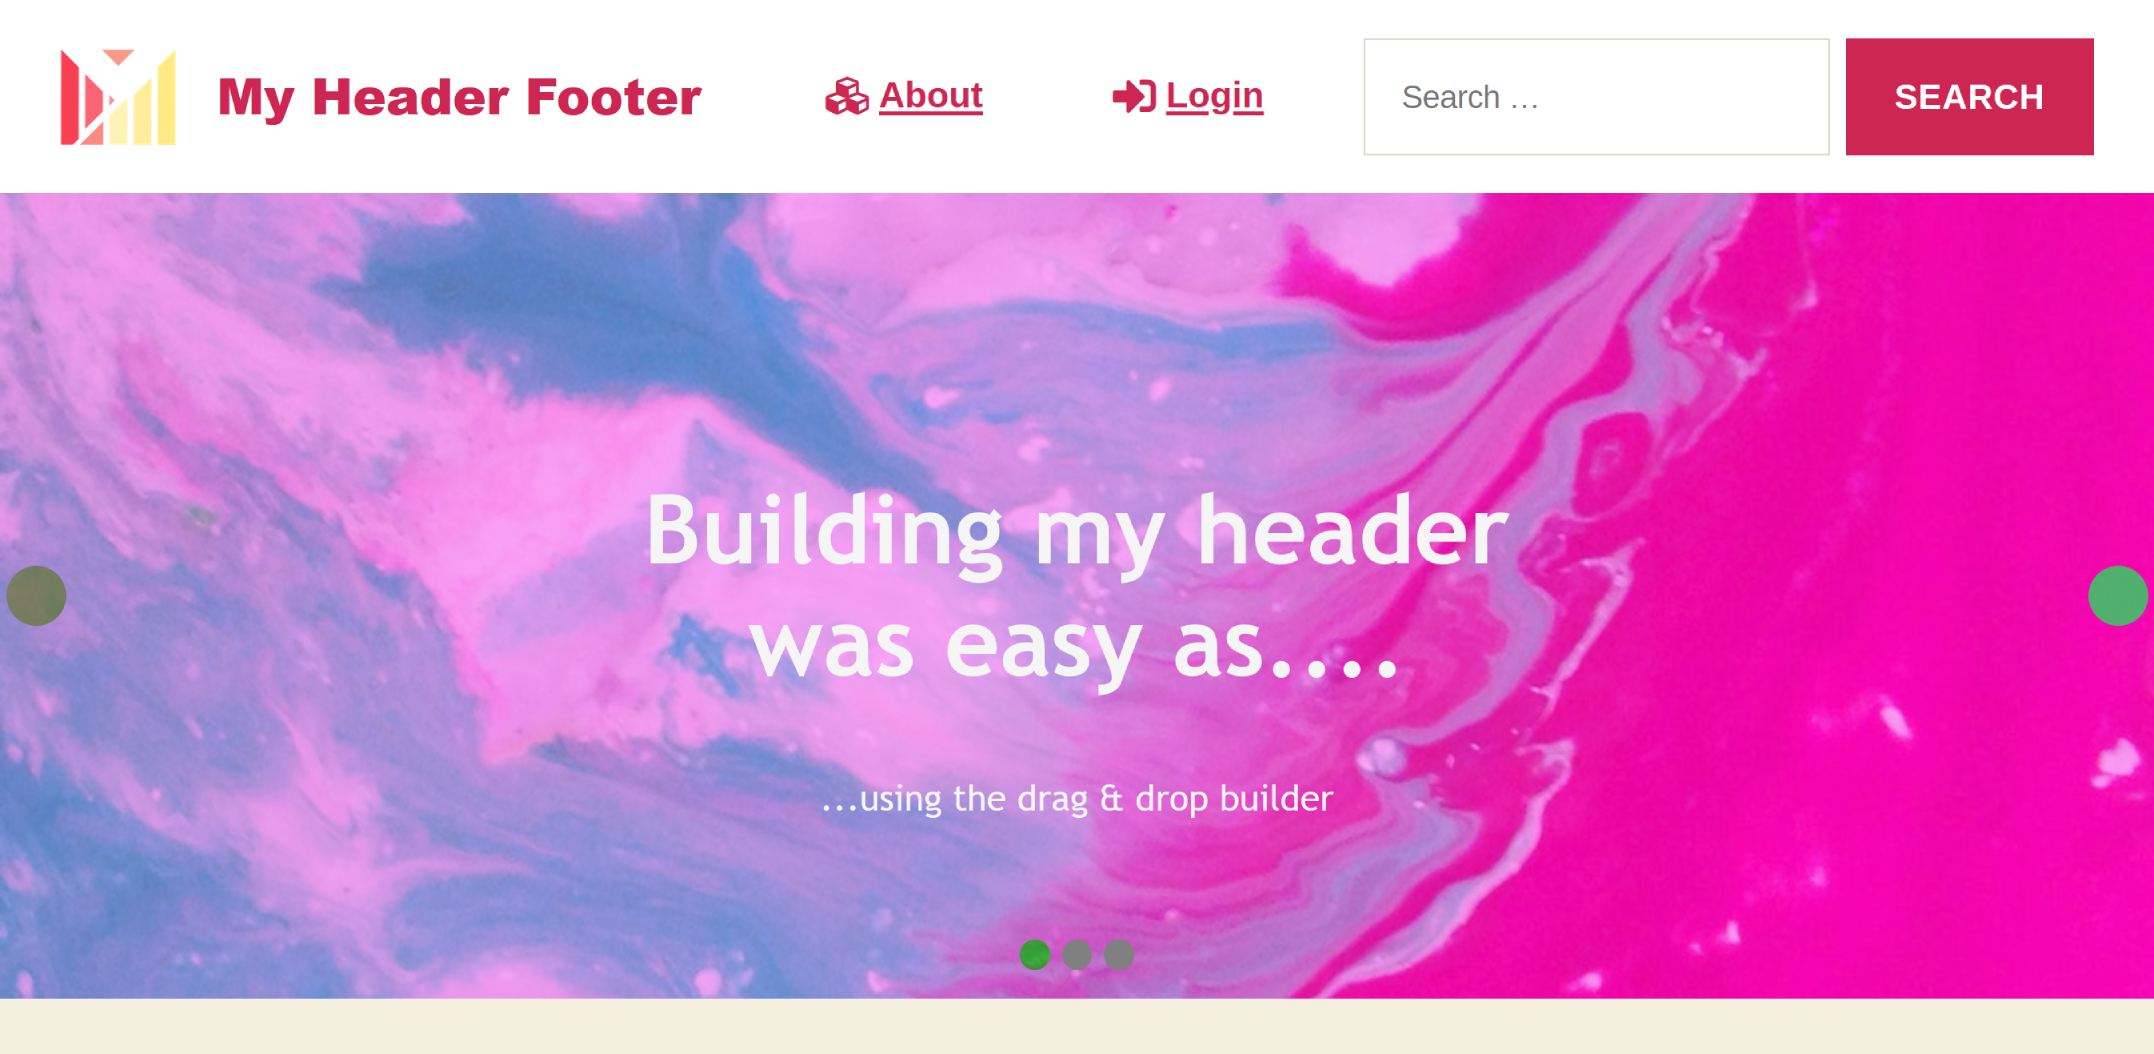 My Header Footer
About
Login
Search …
SEARCH
Building my header
was easy as....
...using the drag & drop builder